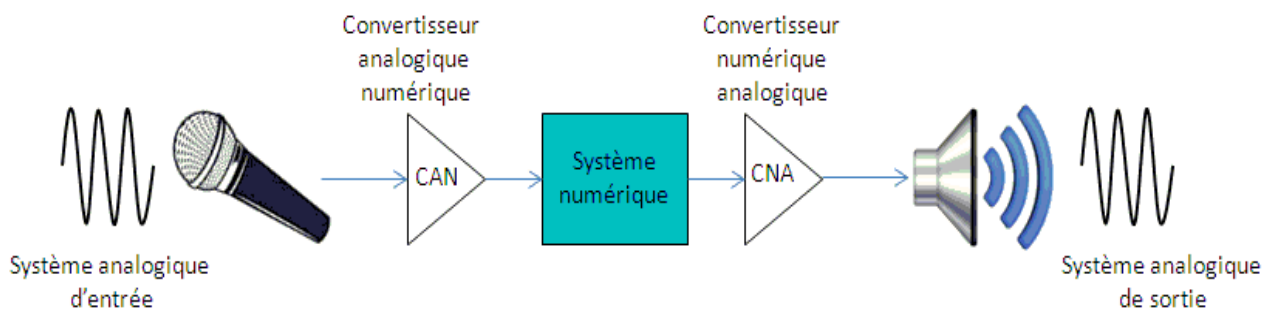 Convertisseur
analogique
numérique
Convertisseur
numérique
analogique
CAN
Système
numérique
CNA
Système analogique
d'entrée
Système analogique
de sortie